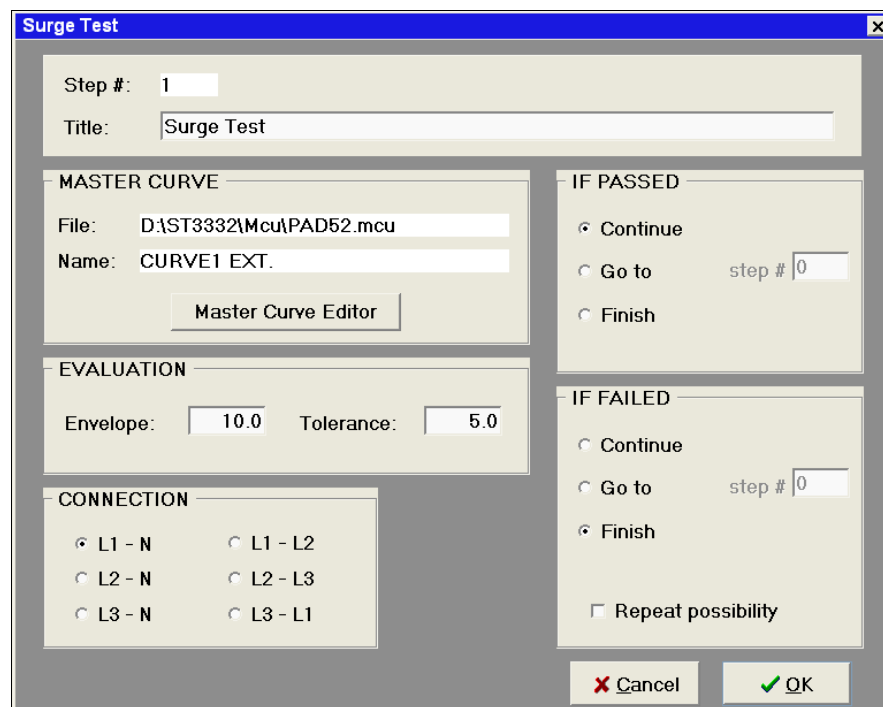 Surge Test
Step #: 1
Title: Surge Test
MASTER CURVE
File: D:\ST3332\Mcu\PAD52.mcu
Name: CURVE1 EXT.
Master Curve Editor
EVALUATION
Envelope: 10.0 Tolerance: 5.0
CONNECTION
L1 - N L1 - L2
L2 - N L2 - L3
L3 - N L3 - L1
IF PASSED
Continue
Go to step # 0
Finish
IF FAILED
Continue
Go to step # 0
Finish
Repeat possibility
Cancel OK